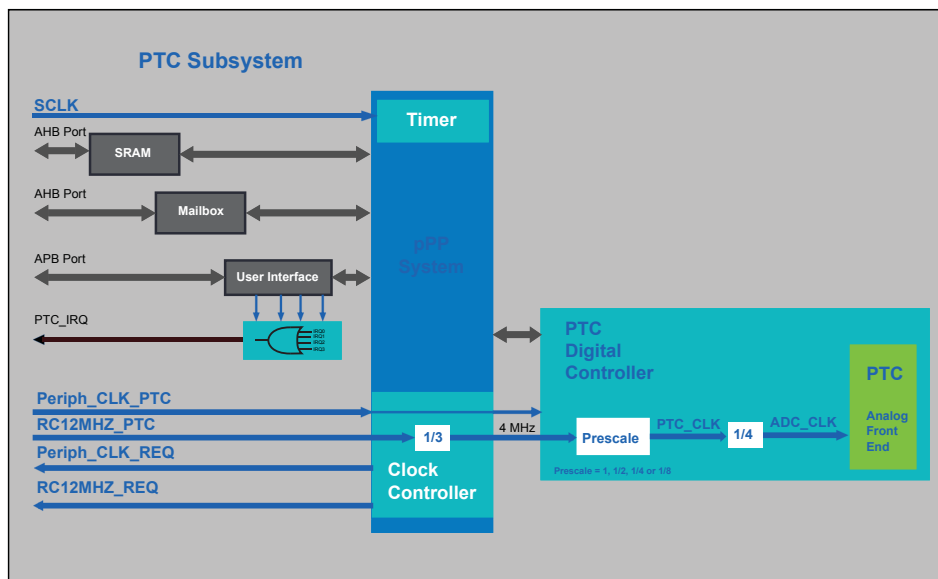 PTC Subsystem
SCLK
Timer
AHB Port
SRAM
AHB Port
Mailbox
pPP
System
APB Port
User Interface
PTC_IRQ
IRQ0
IRQ1
IRQ2
IRQ3
PTC
Digital
Controller
PTC
Analog
Front
End
Periph_CLK_PTC
RC12MHZ_PTC
1/3
4 MHz
Prescale
PTC_CLK
1/4
ADC_CLK
Periph_CLK_REQ
Clock
Controller
Prescale = 1, 1/2, 1/4 or 1/8
RC12MHZ_REQ